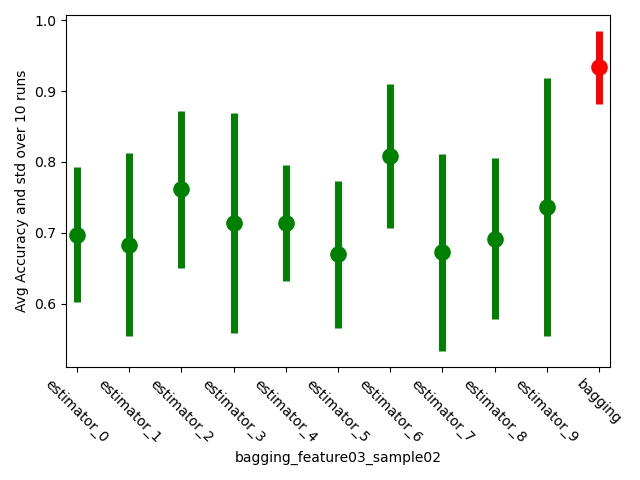 Avg Accuracy and std over 10 runs
1.0
0.9
0.8
0.7
0.6
estimator_0
estimator_1
estimator_2
estimator_3
estimator_4
estimator_5
estimator_6
estimator_7
estimator_8
estimator_9
bagging
bagging_feature03_sample02